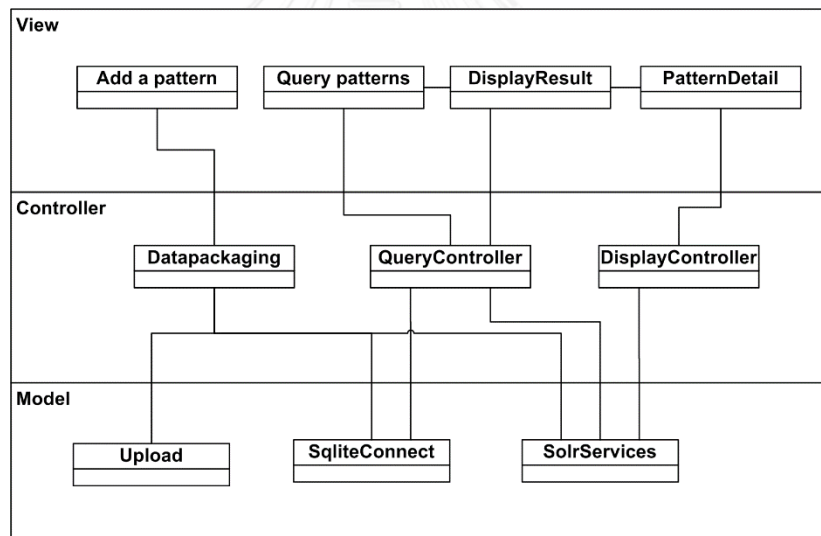 View
Add a pattern
Query patterns
DisplayResult
PatternDetail
Controller
Datapackaging
QueryController
DisplayController
Model
Upload
SqliteConnect
SolrServices